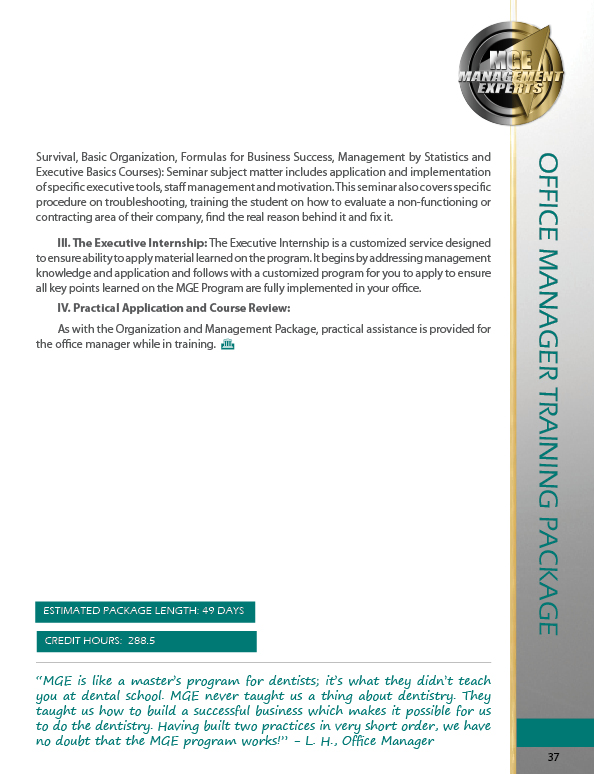 MGE
MANAGEMENT
EXPERTS
Survival, Basic Organization, Formulas for Business Success, Management by Statistics and
Executive Basics Courses): Seminar subject matter includes application and implementation
of specific executive tools, staff management and motivation. This seminar also covers specific
procedure on troubleshooting, training the student on how to evaluate a non-functioning or
contracting area of their company, find the real reason behind it and fix it.
III. The Executive Internship: The Executive Internship is a customized service designed
to ensure ability to apply material learned on the program. It begins by addressing management
knowledge and application and follows with a customized program for you to apply to ensure
all key points learned on the MGE Program are fully implemented in your office.
IV. Practical Application and Course Review:
As with the Organization and Management Package, practical assistance is provided for
the office manager while in training.
OFFICE MANAGER TRAINING PACKAGE
ESTIMATED PACKAGE LENGTH: 49 DAYS
CREDIT HOURS: 288.5
“MGE is like a master’s program for dentists; it’s what they didn’t teach
you at dental school. MGE never taught us a thing about dentistry. They
taught us how to build a successful business which makes it possible for us
to do the dentistry. Having built two practices in very short order, we have
no doubt that the MGE program works!” – L. H., Office Manager
37